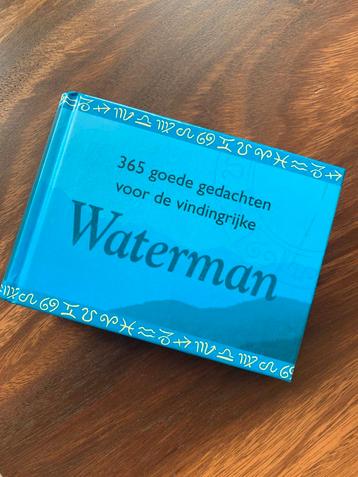 365 goede gedachten
voor de vindingrijke
Waterman